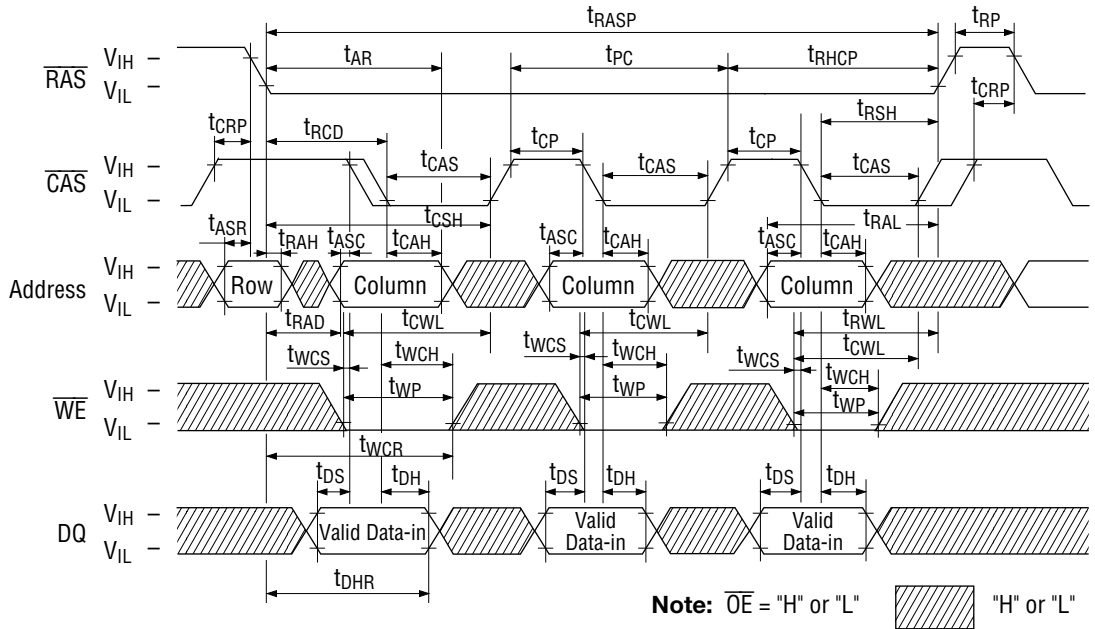 tRASP
tRP
tAR
tPC
tRHCP
RAS
VIH –
VIL –
tCRP
tRCD
tCRP
tRSH
tCP
tCP
tCAS
tCAS
tCAS
CAS
VIH –
VIL –
tCSH
tRAL
tASR
tRAH
tASC
tCAH
tASC
tCAH
tASC
tCAH
Address
VIH –
VIL –
Row
Column
Column
Column
tRAD
tCWL
tCWL
tRWL
tCWL
tWCS
tWCH
tWCS
tWCH
tWCS
tWCH
tWP
tWP
tWP
WE
VIH –
VIL –
tWCR
tDS
tDH
tDS
tDH
tDS
tDH
DQ
VIH –
VIL –
Valid Data-in
Valid
Data-in
Valid
Data-in
tDHR
Note: OE = "H" or "L"
"H" or "L"